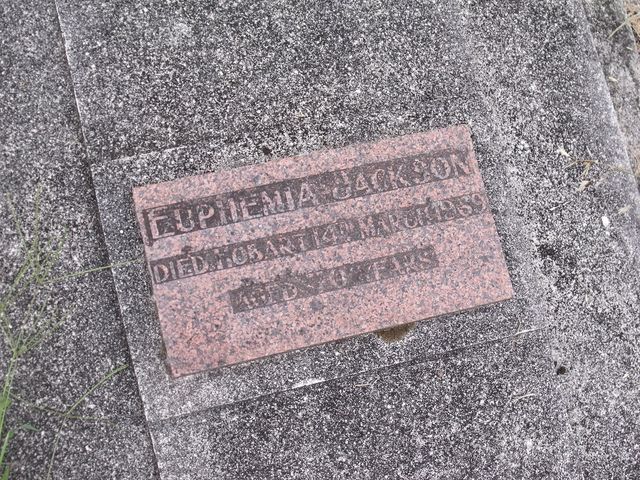 EUPHEMIA JACKSON
DIED HOBART 14TH MARCH
AGED YEARS